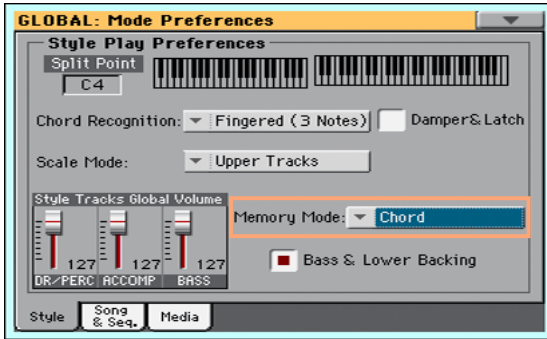 GLOBAL: Mode Preferences
Style Play Preferences
Split Point
C4
Chord Recognition: Fingered (3 Notes) Damper&Latch
Scale Mode: Upper Tracks
Style Tracks Global Volume
Memory Mode: Chord
127 127 127
Bass & Lower Backing
DR/PERC ACCOMP BASS
Style Song & Seq. Media